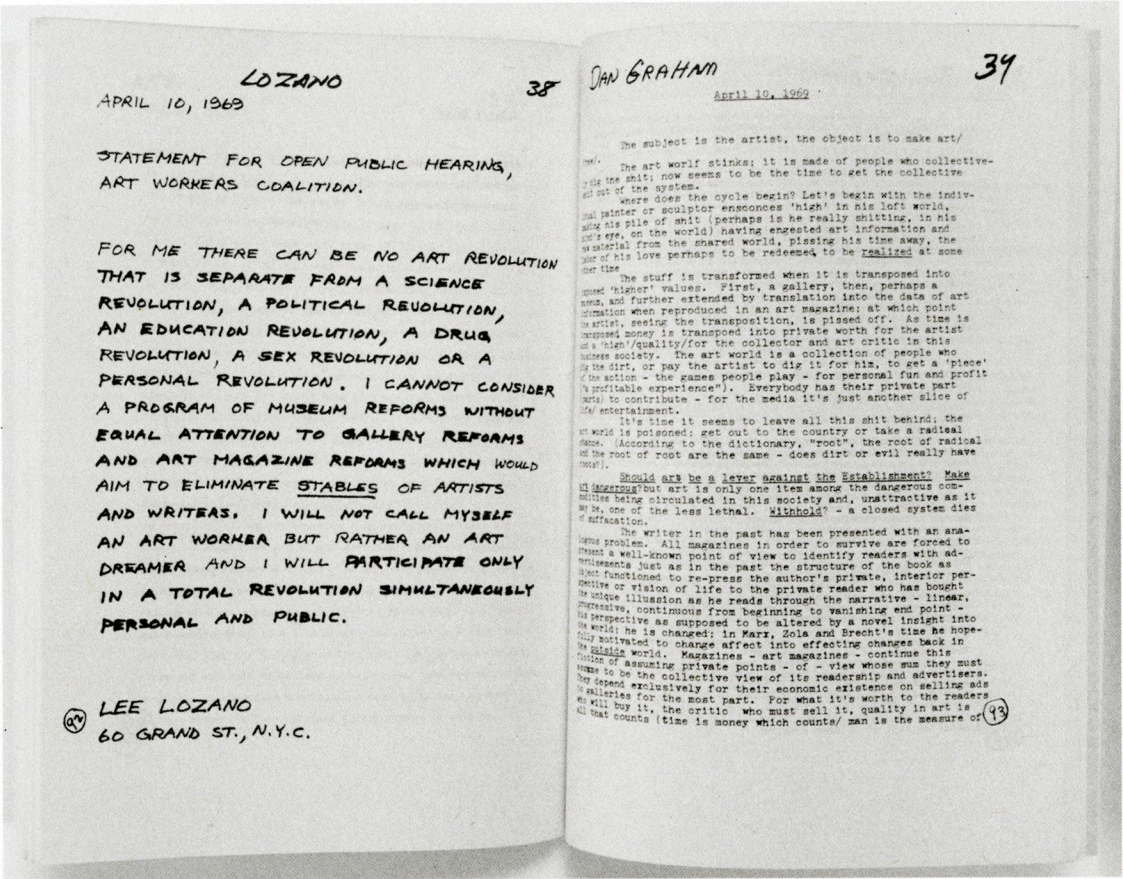 LOZANO
38
APRIL 10, 1969
STATEMENT FOR OPEN PUBLIC HEARING,
ART WORKERS COALITION.
FOR ME THERE CAN BE NO ART REVOLUTION
THAT IS SEPARATE FROM A SCIENCE
REVOLUTION, A POLITICAL REVOLUTION,
AN EDUCATION REVOLUTION, A DRUG
REVOLUTION, A SEX REVOLUTION OR A
PERSONAL REVOLUTION. I CANNOT CONSIDER
A PROGRAM OF MUSEUM REFORMS WITHOUT
EQUAL ATTENTION TO GALLERY REFORMS
AND ART MAGAZINE REFORMS WHICH WOULD
AIM TO ELIMINATE STABLES OF ARTISTS
AND WRITERS. I WILL NOT CALL MYSELF
AN ART WORKER BUT RATHER AN ART
DREAMER AND I WILL PARTICIPATE ONLY
IN A TOTAL REVOLUTION SIMULTANEOUSLY
PERSONAL AND PUBLIC.
LEE LOZANO
60 GRAND ST., N.Y.C.
92
DAN GRAHAM
39
April 10, 1969
The subject is the artist, the object is to make art/
The art worlf stinks; it is made of people who collective-
dig the shit; now seems to be the time to get the collective
out of the system.
Where does the cycle begin? Let's begin with the indiv-
painter or sculptor ensconces 'high' in his loft world,
his pile of shit (perhaps is he really shitting, in his
eye, on the world) having engested art information and
material from the shared world, pissing his time away, the
of his love perhaps to be redeemed, to be realized at some
time
The stuff is transformed when it is transposed into
'higher' values. First, a gallery, then, perhaps a
and further extended by translation into the data of art
when reproduced in an art magazine; at which point
artist, seeing the transposition, is pissed off. As time is
money is transpoed into private worth for the artist
a 'high'/quality/for the collector and art critic in this
society. The art world is a collection of people who
the dirt, or pay the artist to dig it for him, to get a 'piece'
of the action - the games people play - for personal fun and profit
profitable experience"). Everybody has their private part
to contribute - for the media it's just another slice of
life/ entertainment.
It's time it seems to leave all this shit behind; the
world is poisoned; get out to the country or take a radical
(According to the dictionary, "root", the root of radical
the root of root are the same - does dirt or evil really have
Should art be a lever against the Establishment? Make
dangerous? but art is only one item among the dangerous com-
being circulated in this society and, unattractive as it
be, one of the less lethal. Withhold? - a closed system dies
of suffacation.
The writer in the past has been presented with an ana-
problem. All magazines in order to survive are forced to
a well-known point of view to identify readers with ad-
just as in the past the structure of the book as
functioned to re-press the author's private, interior per-
or vision of life to the private reader who has bought
the unique illussion as he reads through the narrative - linear,
progressive, continuous from beginning to vanishing end point -
perspective as supposed to be altered by a novel insight into
world: he is changed; in Marx, Zola and Brecht's time he hope-
motivated to change affect into effecting changes back in
the outside world. Magazines - art magazines - continue this
of assuming private points - of - view whose sum they must
to be the collective view of its readership and advertisers.
They depend exclusively for their economic existence on selling ads
galleries for the most part. For what it's worth to the readers
who will buy it, the critic who must sell it, quality in art is
all that counts (time is money which counts/ man is the measure of
93